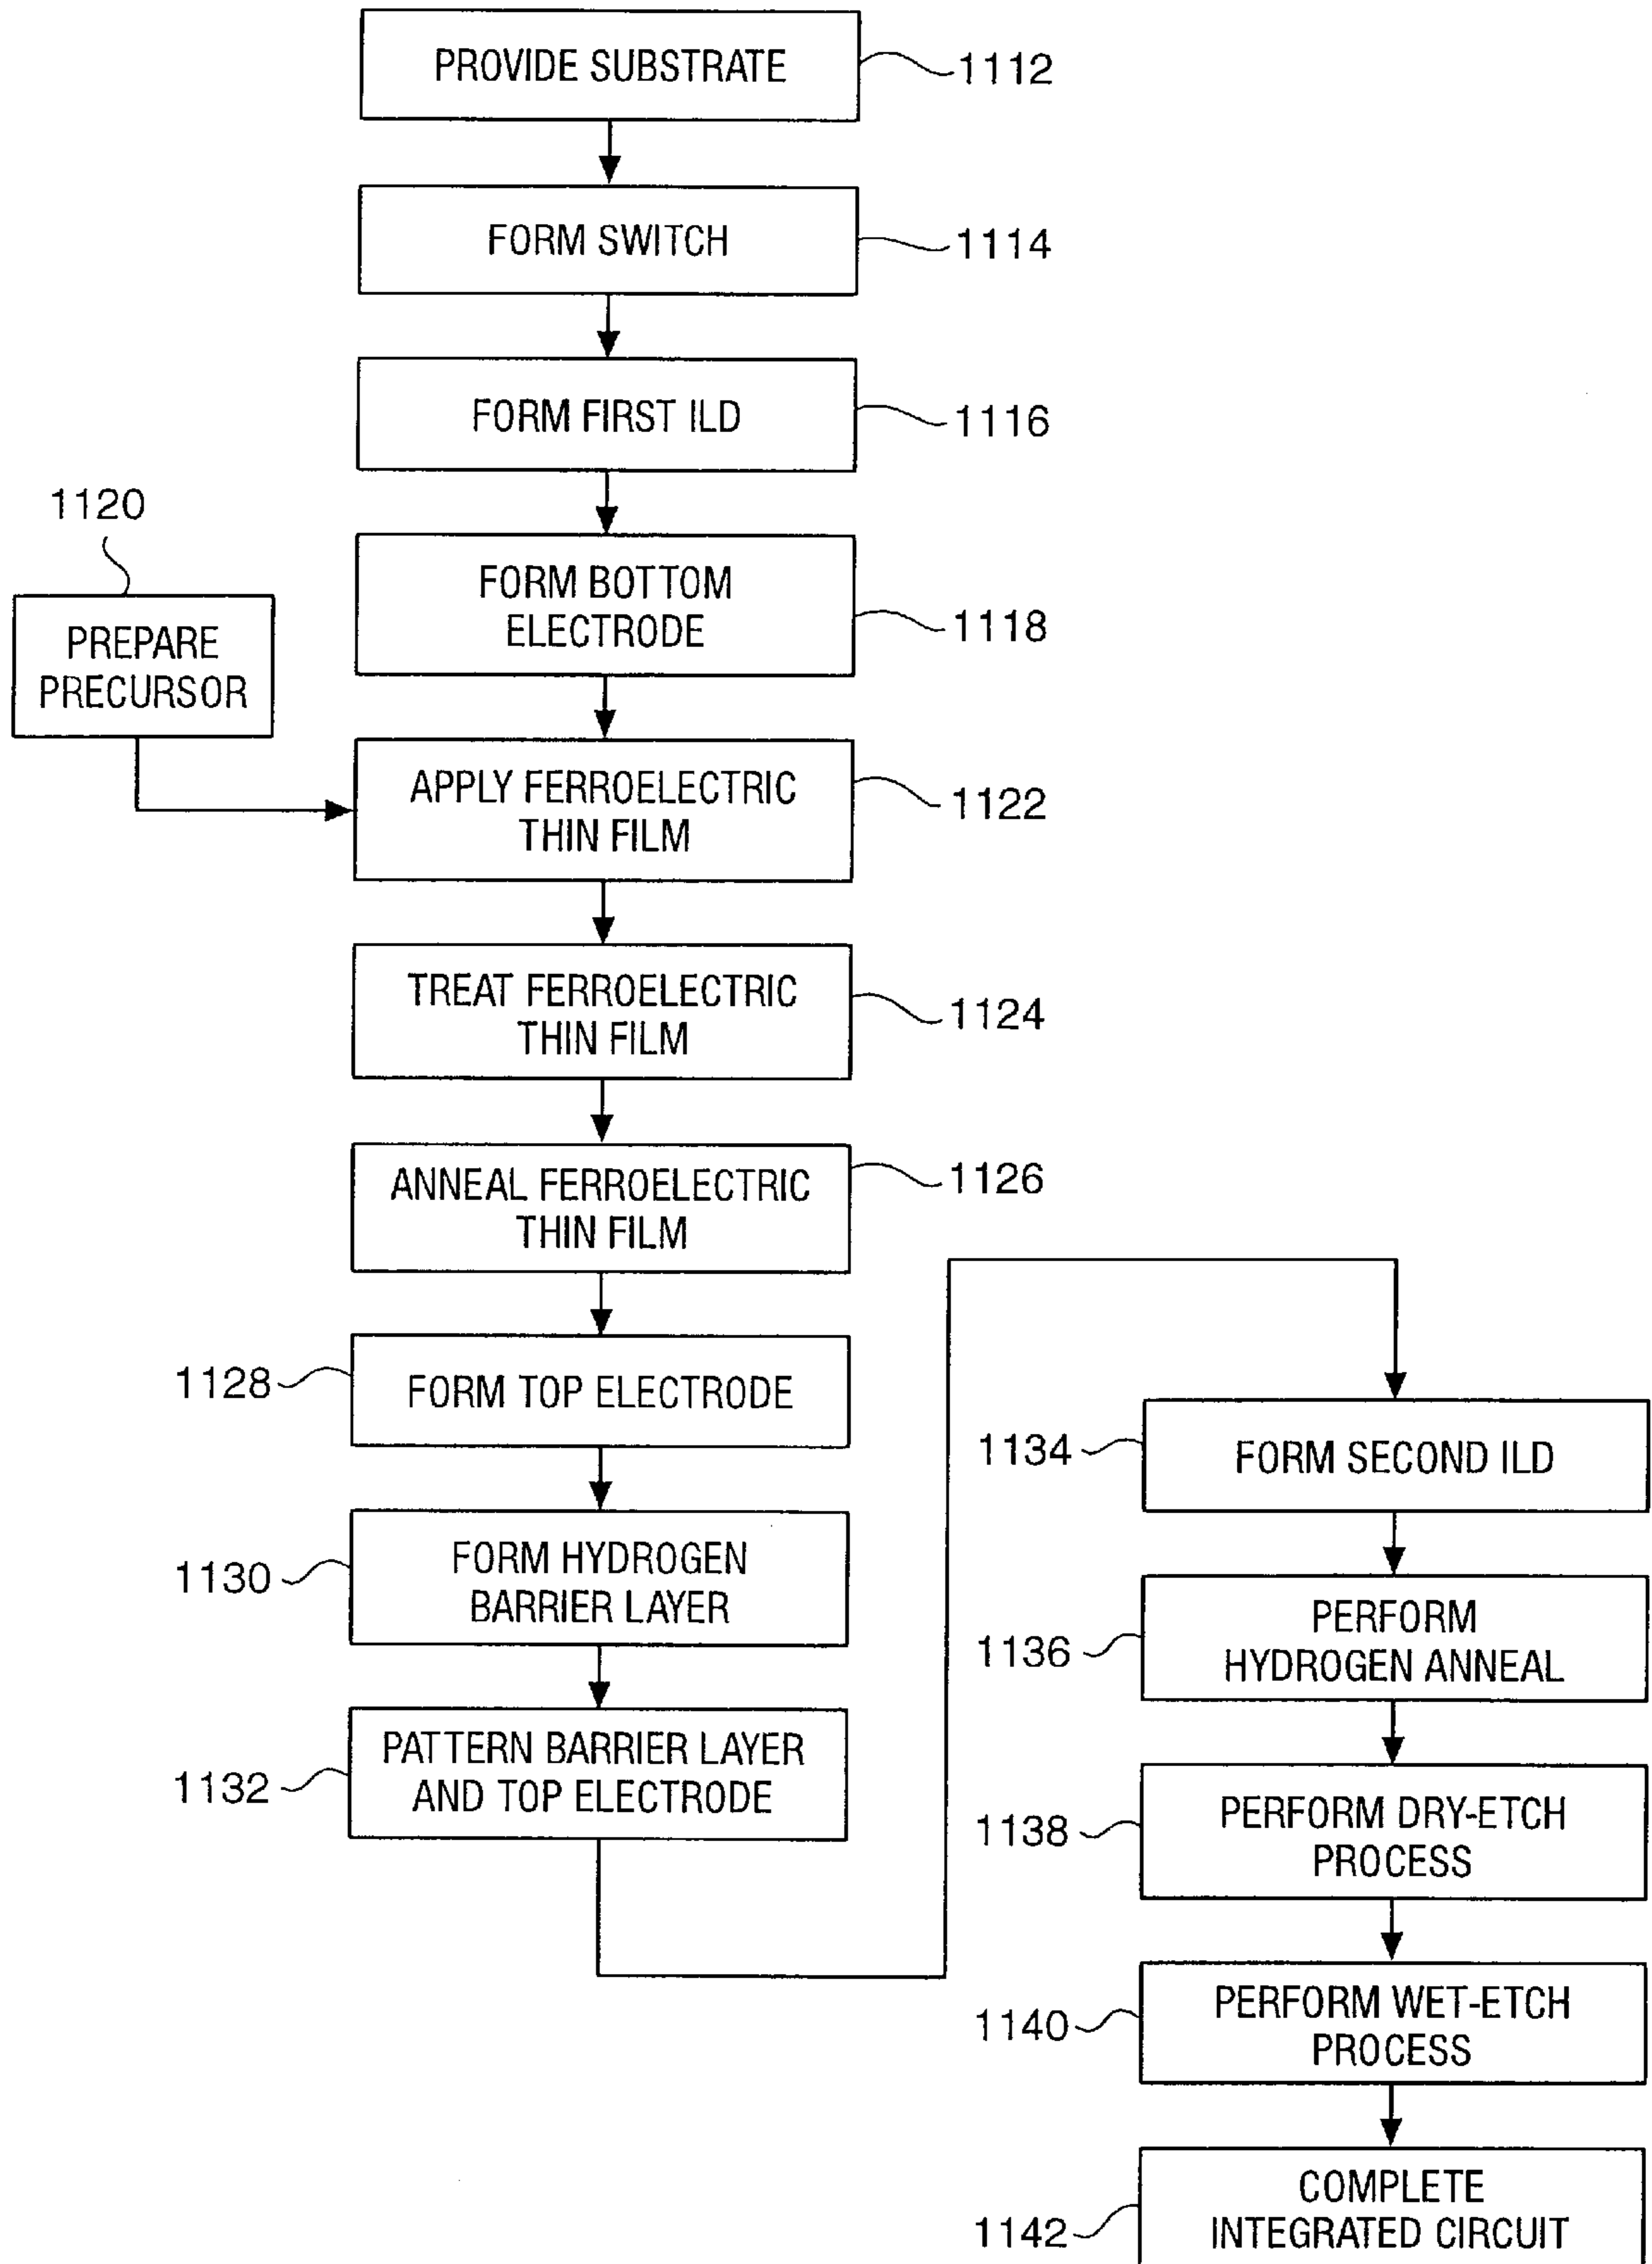 PROVIDE SUBSTRATE
1112
FORM SWITCH
1114
FORM FIRST ILD
1116
1120
PREPARE
PRECURSOR
FORM BOTTOM
ELECTRODE
1118
APPLY FERROELECTRIC
THIN FILM
1122
TREAT FERROELECTRIC
THIN FILM
1124
ANNEAL FERROELECTRIC
THIN FILM
1126
1128
FORM TOP ELECTRODE
1130
FORM HYDROGEN
BARRIER LAYER
1132
PATTERN BARRIER LAYER
AND TOP ELECTRODE
1134
FORM SECOND ILD
1136
PERFORM
HYDROGEN ANNEAL
1138
PERFORM DRY-ETCH
PROCESS
1140
PERFORM WET-ETCH
PROCESS
1142
COMPLETE
INTEGRATED CIRCUIT